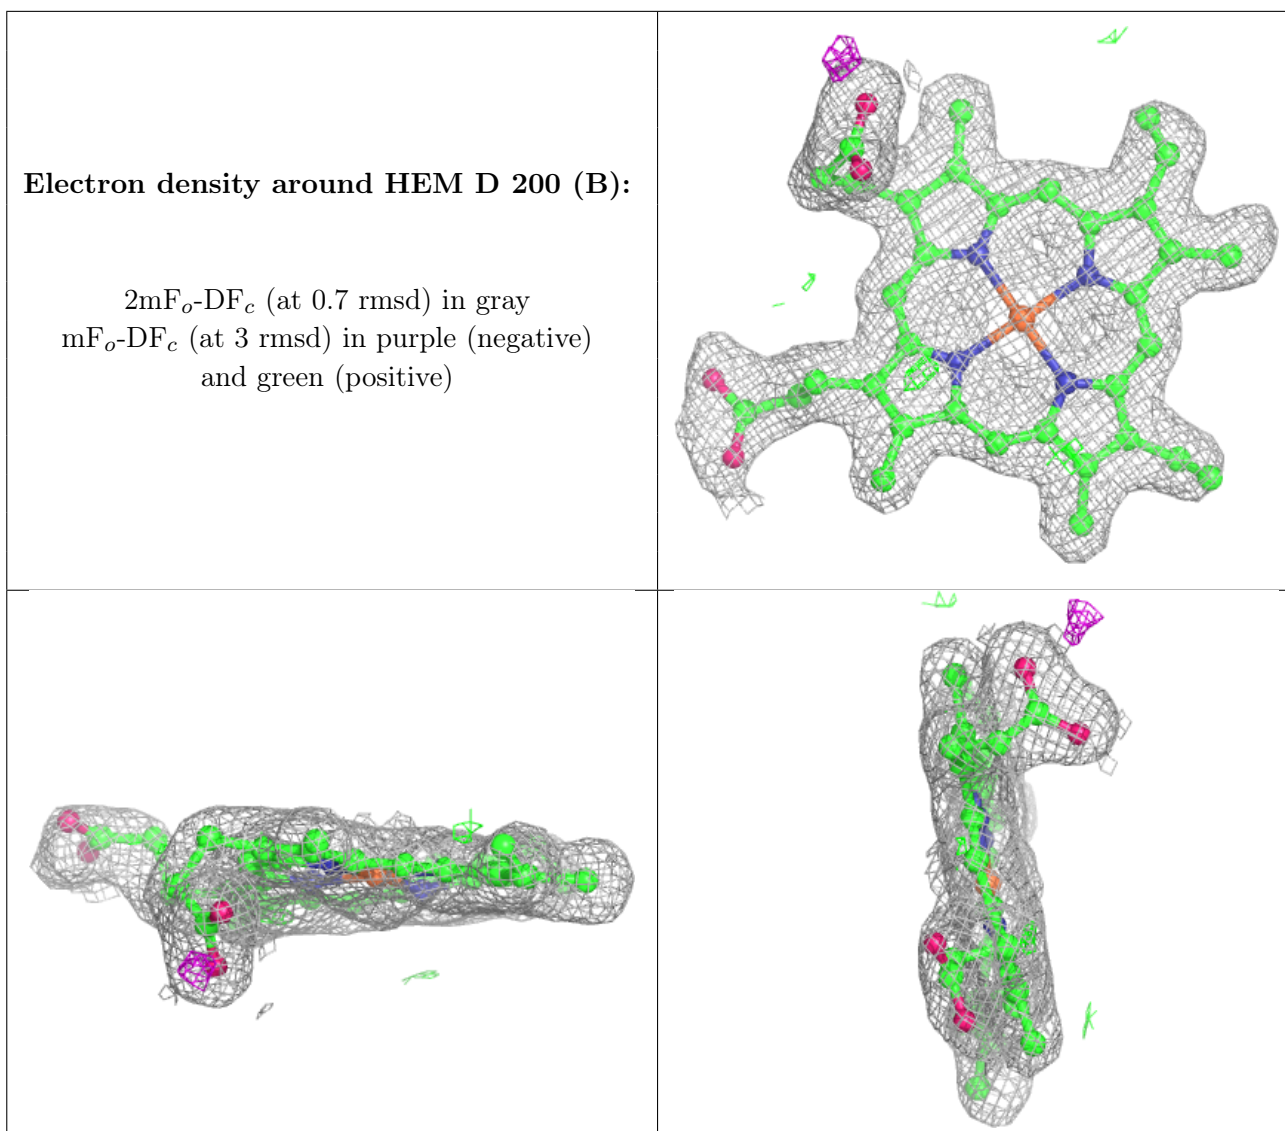 Electron density around HEM D 200 (B):
2mFo-DFc (at 0.7 rmsd) in gray
mFo-DFc (at 3 rmsd) in purple (negative)
and green (positive)